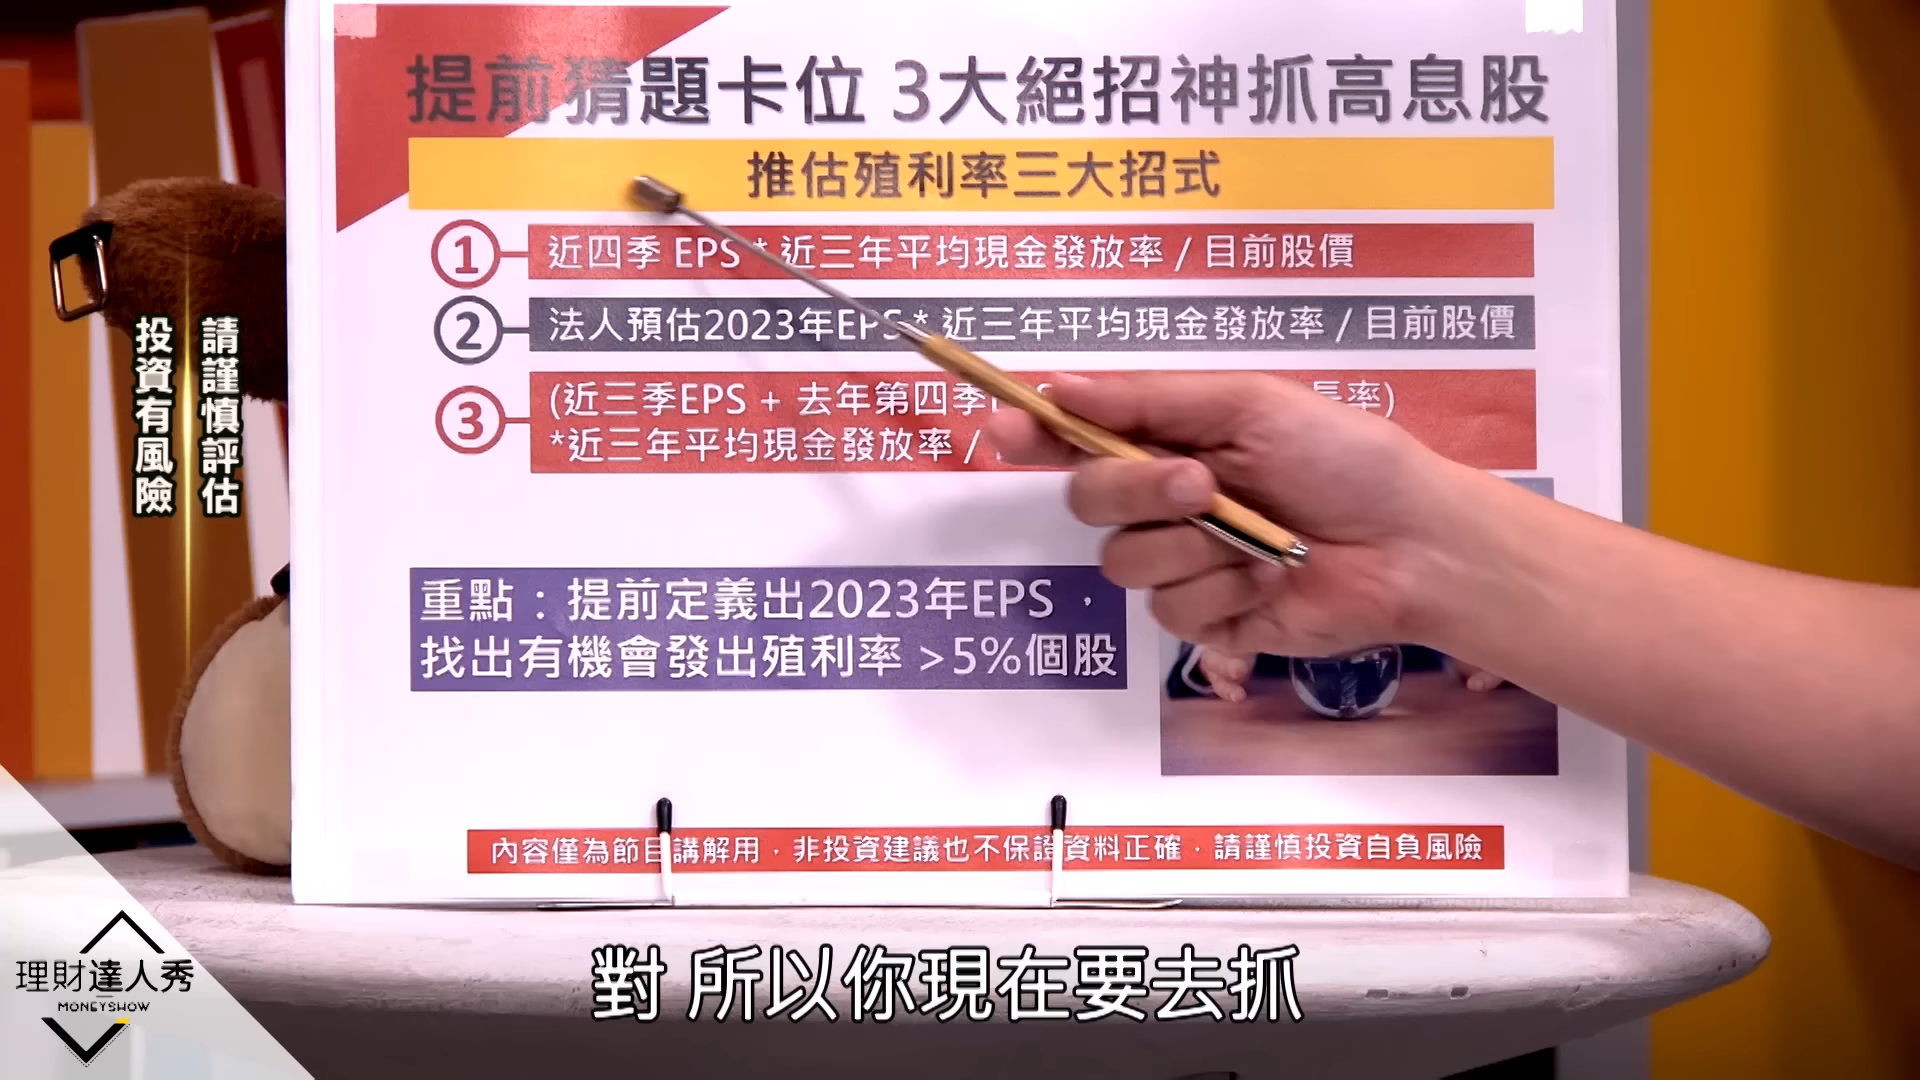 提前猜題卡位 3大絕招神抓高息股
推估殖利率三大招式
1 近四季 EPS * 近三年平均現金發放率 / 目前股價
2 法人預估2023年EPS * 近三年平均現金發放率 / 目前股價
3 (近三季EPS + 去年第四季 長率)
*近三年平均現金發放率 /
重點：提前定義出2023年EPS，
找出有機會發出殖利率 >5%個股
內容僅為節目講解用，非投資建議也不保證資料正確，請謹慎投資自負風險
請謹慎評估
投資有風險
理財達人秀
MONEYSHOW
對 所以你現在要去抓